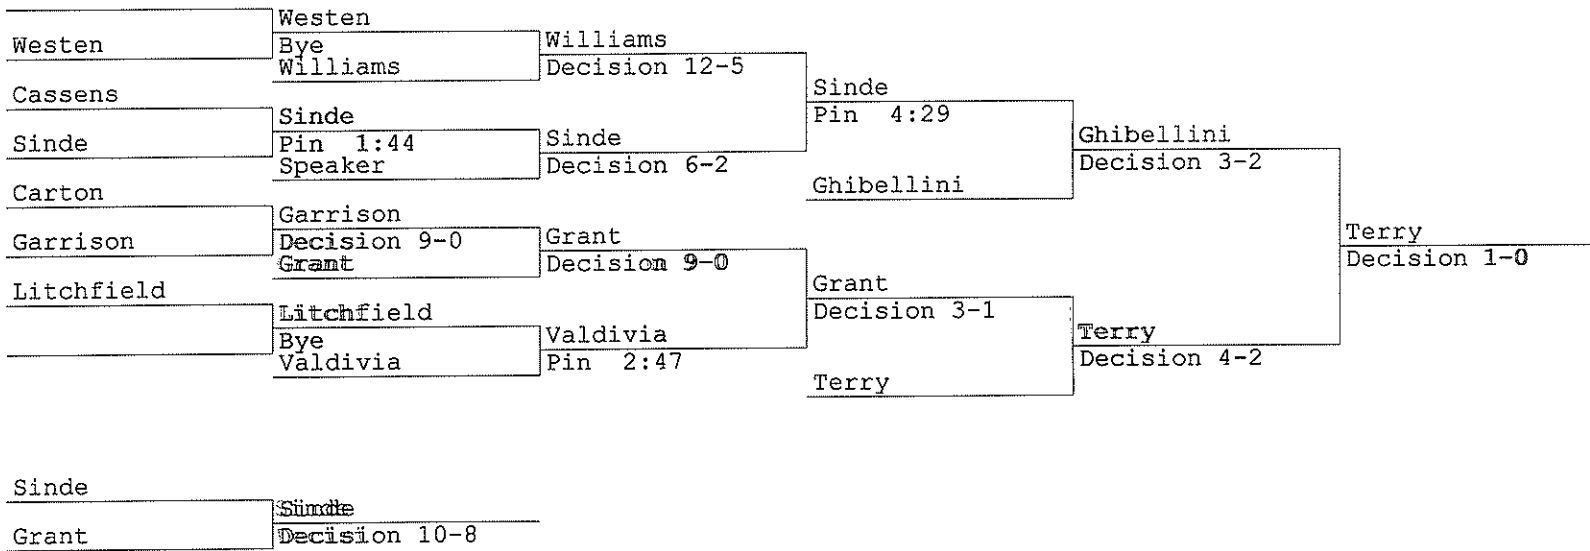 Westen
Westen
Bye
Williams
Williams
Decision 12-5
Cassens
Sinde
Sinde
Pin 1:44
Speaker
Sinde
Decision 6-2
Sinde
Pin 4:29
Ghibellini
Ghibellini
Decision 3-2
Carton
Garrison
Garrison
Decision 9-0
Grant
Grant
Decision 9-0
Litchfield
Litchfield
Bye
Valdivia
Valdivia
Pin 2:47
Grant
Decision 3-1
Terry
Terry
Decision 4-2
Terry
Decision 1-0
Sinde
Grant
Sinde
Decision 10-8